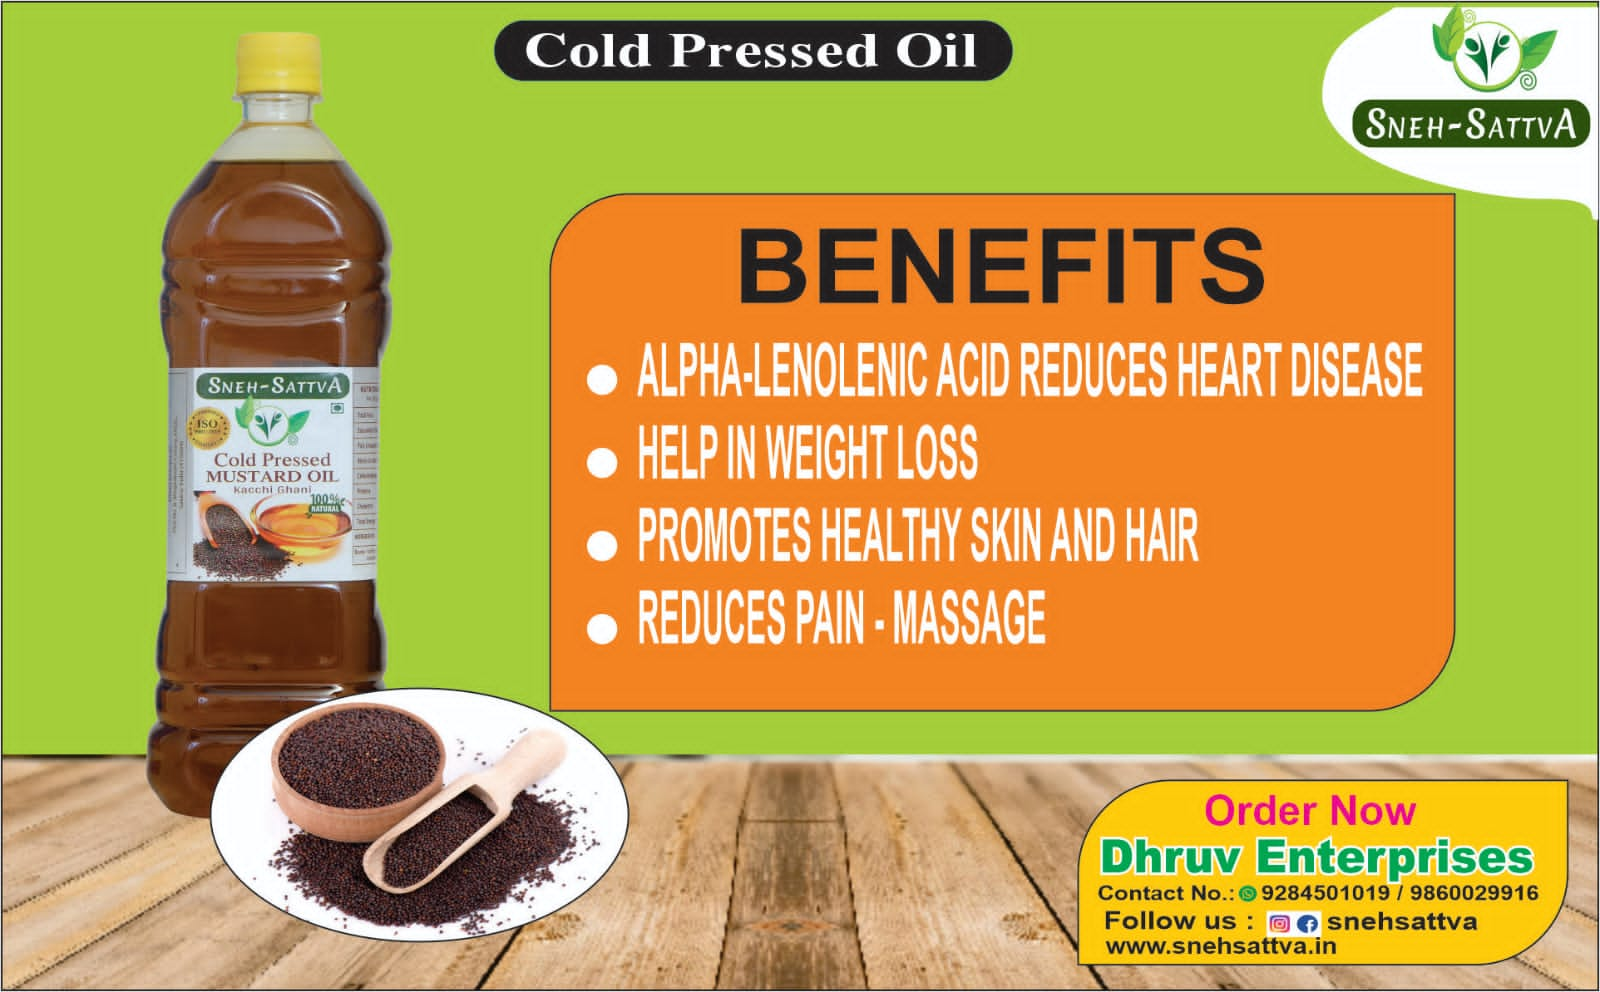 Cold Pressed Oil
SNEH-SATTVA
BENEFITS
ALPHA-LENOLENIC ACID REDUCES HEART DISEASE
HELP IN WEIGHT LOSS
PROMOTES HEALTHY SKIN AND HAIR
REDUCES PAIN - MASSAGE
SNEH-SATTVA
ISO
Cold Pressed
MUSTARD OIL
Kacchi Ghani
100%
NATURAL
Order Now
Dhruv Enterprises
Contact No.: 9284501019 / 9860029916
Follow us : snehsattva
www.snehsattva.in